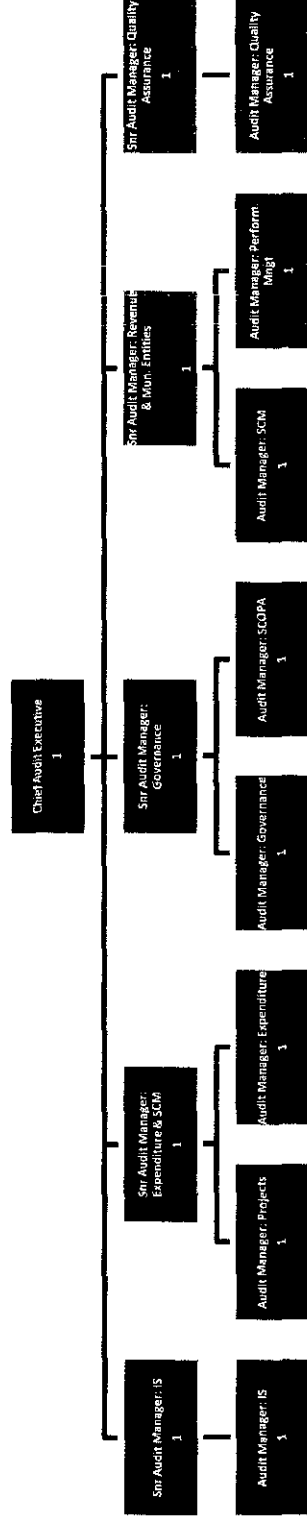 Chief Audit Executive
1
Snr Audit Manager: IS
1
Snr Audit Manager:
Expenditure & SCM
1
Snr Audit Manager:
Governance
1
Snr Audit Manager: Revenue
& Mun. Entities
1
Snr Audit Manager: Quality
Assurance
1
Audit Manager: IS
1
Audit Manager: Projects
1
Audit Manager: Expenditure
1
Audit Manager: Governance
1
Audit Manager: SCOPA
1
Audit Manager: SCM
1
Audit Manager: Perform.
Mngt
1
Audit Manager: Quality
Assurance
1